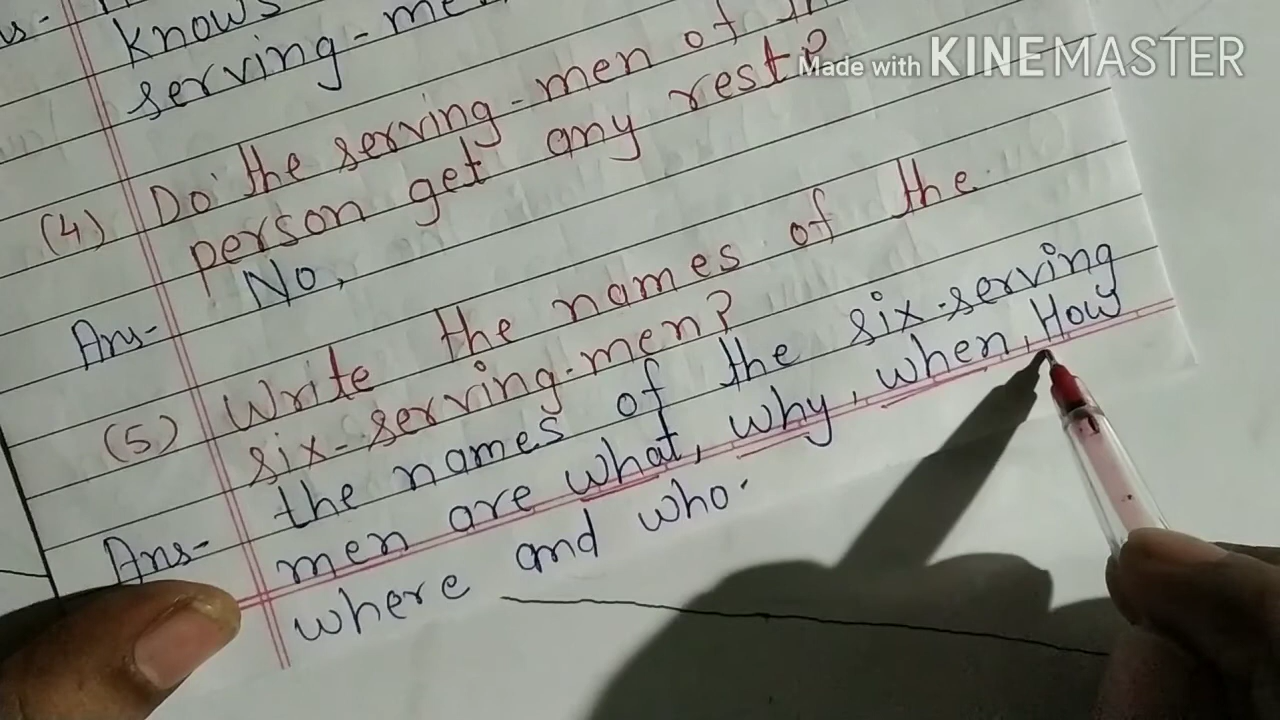 knows
serving-me
Made with KINEMASTER
(4) Do the serving-men of
person get any rest?
Ans- No,
(5) Write the names of the
six-serving-men?
Ans- the names of the six-serving
men are what, why, when, How
where and who.